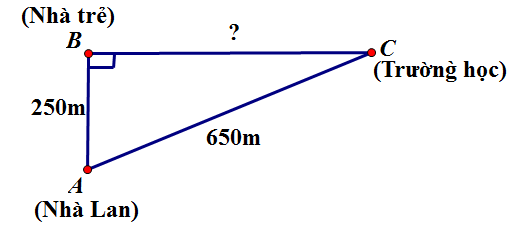 (Nhà trẻ)
B
?
C
(Trường học)
250m
650m
A
(Nhà Lan)